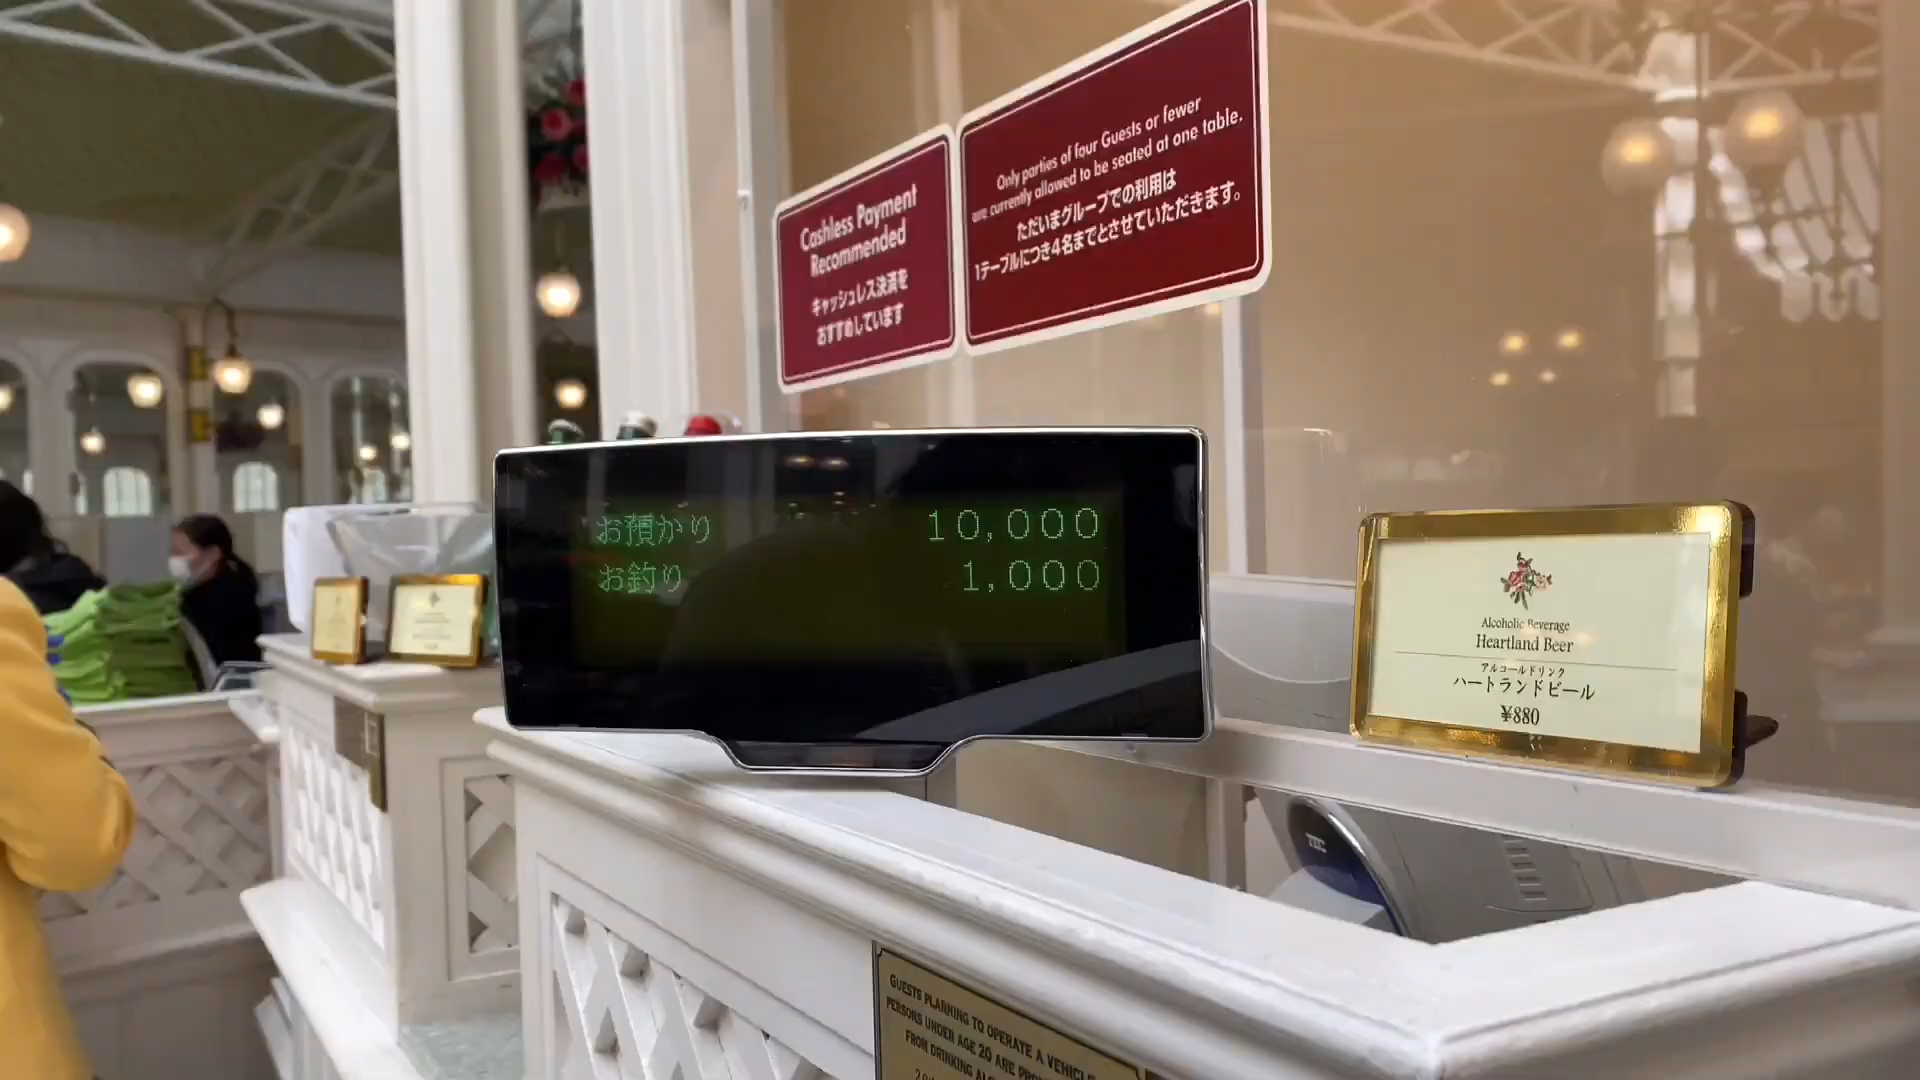 Cashless Payment
Recommended
キャッシュレス決済を
おすすめしています
Only parties of four Guests or fewer
are currently allowed to be seated at one table.
ただいまグループでの利用は
1テーブルにつき4名までとさせていただきます。
お預かり 10,000
お釣り 1,000
Alcoholic Beverage
Heartland Beer
アルコールドリンク
ハートランドビール
¥880
TEC
GUESTS PLANNING TO OPERATE A VEHICLE
PERSONS UNDER AGE 20 ARE
FROM DRINKING